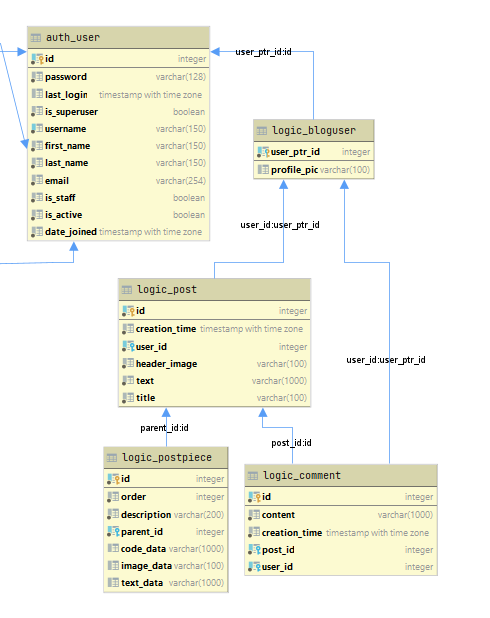 auth_user
id integer
password varchar(128)
last_login timestamp with time zone
is_superuser boolean
username varchar(150)
first_name varchar(150)
last_name varchar(150)
email varchar(254)
is_staff boolean
is_active boolean
date_joined timestamp with time zone
user_ptr_id:id
logic_bloguser
user_ptr_id integer
profile_pic varchar(100)
user_id:user_ptr_id
logic_post
id integer
creation_time timestamp with time zone
user_id integer
header_image varchar(100)
text varchar(1000)
title varchar(100)
user_id:user_ptr_id
parent_id:id
post_id:id
logic_postpiece
id integer
order integer
description varchar(200)
parent_id integer
code_data varchar(1000)
image_data varchar(100)
text_data varchar(1000)
logic_comment
id integer
content varchar(1000)
creation_time timestamp with time zone
post_id integer
user_id integer